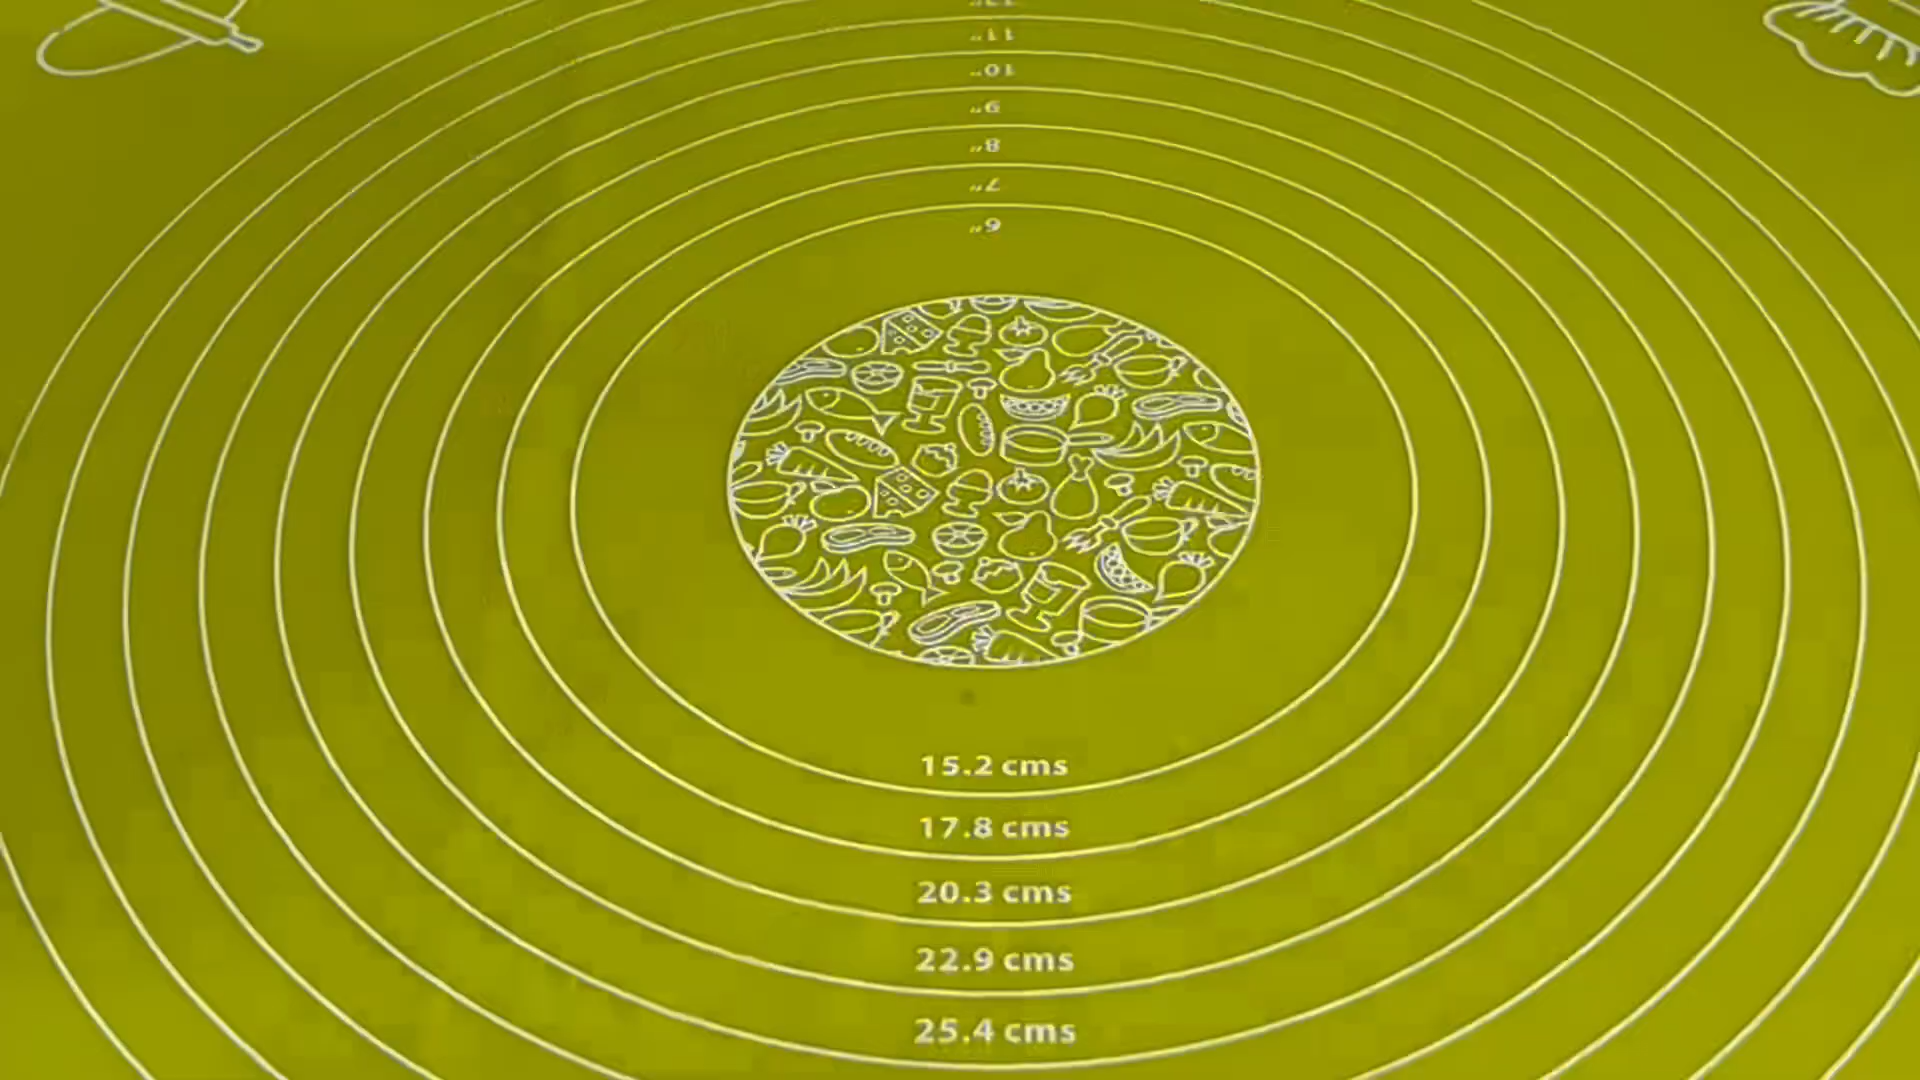 11"
10"
9"
8"
7"
6"
15.2 cms
17.8 cms
20.3 cms
22.9 cms
25.4 cms